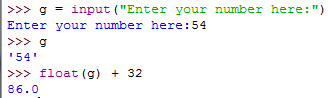 >>> g = input("Enter your number here:")
Enter your number here:54
>>> g
'54'
>>> float(g) + 32
86.0